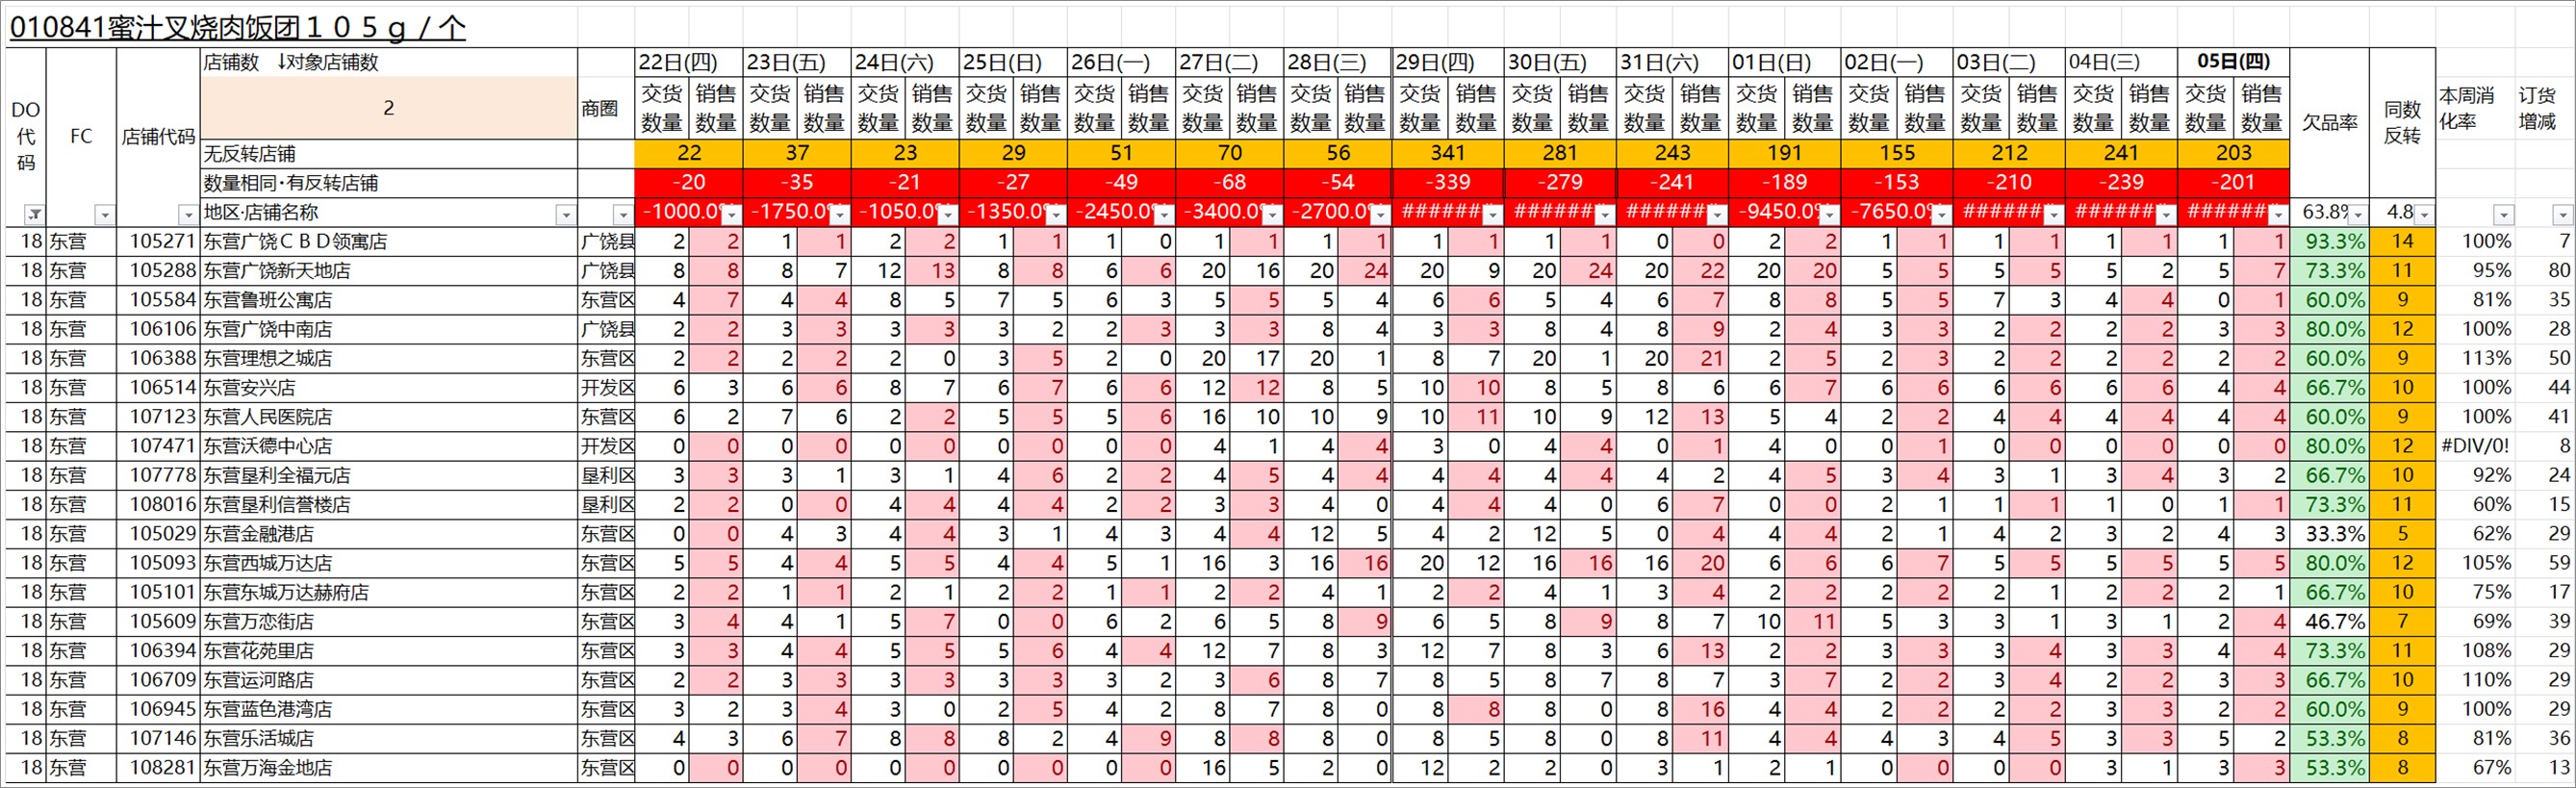 010841蜜汁叉烧肉饭团１０５ｇ／个
DO代码 FC 店铺代码 店铺数 ↓对象店铺数 商圈 22日(四) 23日(五) 24日(六) 25日(日) 26日(一) 27日(二) 28日(三) 29日(四) 30日(五) 31日(六) 01日(日) 02日(一) 03日(二) 04日(三) 05日(四) 欠品率 同数反转 本周消化率 订货增减
2 交货数量 销售数量 交货数量 销售数量 交货数量 销售数量 交货数量 销售数量 交货数量 销售数量 交货数量 销售数量 交货数量 销售数量 交货数量 销售数量 交货数量 销售数量 交货数量 销售数量 交货数量 销售数量 交货数量 销售数量 交货数量 销售数量 交货数量 销售数量 交货数量 销售数量
无反转店铺 22 37 23 29 51 70 56 341 281 243 191 155 212 241 203
数量相同·有反转店铺 -20 -35 -21 -27 -49 -68 -54 -339 -279 -241 -189 -153 -210 -239 -201
地区·店铺名称 -1000.0% -1750.0% -1050.0% -1350.0% -2450.0% -3400.0% -2700.0% ###### ###### ###### -9450.0% -7650.0% ###### ###### ###### 63.8% 4.8
18 东营 105271 东营广饶ＣＢＤ领寓店 广饶县 2 2 1 1 2 2 1 1 1 0 1 1 1 1 1 1 1 1 0 0 2 2 1 1 1 1 1 1 1 1 93.3% 14 100% 7
18 东营 105288 东营广饶新天地店 广饶县 8 8 8 7 12 13 8 8 6 6 20 16 20 24 20 9 20 24 20 22 20 20 5 5 5 5 5 2 5 7 73.3% 11 95% 80
18 东营 105584 东营鲁班公寓店 东营区 4 7 4 4 8 5 7 5 6 3 5 5 5 4 6 6 5 4 6 7 8 8 5 5 7 3 4 4 0 1 60.0% 9 81% 35
18 东营 106106 东营广饶中南店 广饶县 2 2 3 3 3 3 3 2 2 3 3 3 8 4 3 3 8 4 8 9 2 4 3 3 2 2 2 2 3 3 80.0% 12 100% 28
18 东营 106388 东营理想之城店 东营区 2 2 2 2 2 0 3 5 2 0 20 17 20 1 8 7 20 1 20 21 2 5 2 3 2 2 2 2 2 2 60.0% 9 113% 50
18 东营 106514 东营安兴店 开发区 6 3 6 6 8 7 6 7 6 6 12 12 8 5 10 10 8 5 8 6 6 7 6 6 6 6 6 6 4 4 66.7% 10 100% 44
18 东营 107123 东营人民医院店 东营区 6 2 7 6 2 2 5 5 5 6 16 10 10 9 10 11 10 9 12 13 5 4 2 2 4 4 4 4 4 4 60.0% 9 100% 41
18 东营 107471 东营沃德中心店 开发区 0 0 0 0 0 0 0 0 0 0 4 1 4 4 3 0 4 4 0 1 4 0 0 1 0 0 0 0 0 0 80.0% 12 #DIV/0! 8
18 东营 107778 东营垦利全福元店 垦利区 3 3 3 1 3 1 4 6 2 2 4 5 4 4 4 4 4 4 4 2 4 5 3 4 3 1 3 4 3 2 66.7% 10 92% 24
18 东营 108016 东营垦利信誉楼店 垦利区 2 2 0 0 4 4 4 4 2 2 3 3 4 0 4 4 4 0 6 7 0 0 2 1 1 1 1 0 1 1 73.3% 11 60% 15
18 东营 105029 东营金融港店 东营区 0 0 4 3 4 4 3 1 4 3 4 4 12 5 4 2 12 5 0 4 4 4 2 1 4 2 3 2 4 3 33.3% 5 62% 29
18 东营 105093 东营西城万达店 东营区 5 5 4 4 5 5 4 4 5 1 16 3 16 16 20 12 16 16 16 20 6 6 6 7 5 5 5 5 5 5 80.0% 12 105% 59
18 东营 105101 东营东城万达赫府店 东营区 2 2 1 1 2 1 2 2 1 1 2 2 4 1 2 2 4 1 3 4 2 2 2 2 2 1 2 2 2 1 66.7% 10 75% 17
18 东营 105609 东营万恋街店 东营区 3 4 4 1 5 7 0 0 6 2 6 5 8 9 6 5 8 9 8 7 10 11 5 3 3 1 3 1 2 4 46.7% 7 69% 39
18 东营 106394 东营花苑里店 东营区 3 3 4 4 5 5 5 6 4 4 12 7 8 3 12 7 8 3 6 13 2 2 3 3 3 4 3 3 4 4 73.3% 11 108% 29
18 东营 106709 东营运河路店 东营区 2 2 3 3 3 3 3 3 3 2 3 6 8 7 8 5 8 7 8 7 3 7 2 2 3 4 2 2 3 3 66.7% 10 110% 29
18 东营 106945 东营蓝色港湾店 东营区 3 2 3 4 3 0 2 5 4 2 8 7 8 0 8 8 8 0 8 16 4 4 2 2 2 2 3 3 2 2 60.0% 9 100% 29
18 东营 107146 东营乐活城店 东营区 4 3 6 7 8 8 8 2 4 9 8 8 8 0 8 5 8 0 8 11 4 4 4 3 4 5 3 3 5 2 53.3% 8 81% 36
18 东营 108281 东营万海金地店 东营区 0 0 0 0 0 0 0 0 0 0 16 5 2 0 12 2 2 0 3 1 2 1 0 0 0 0 3 1 3 3 53.3% 8 67% 13